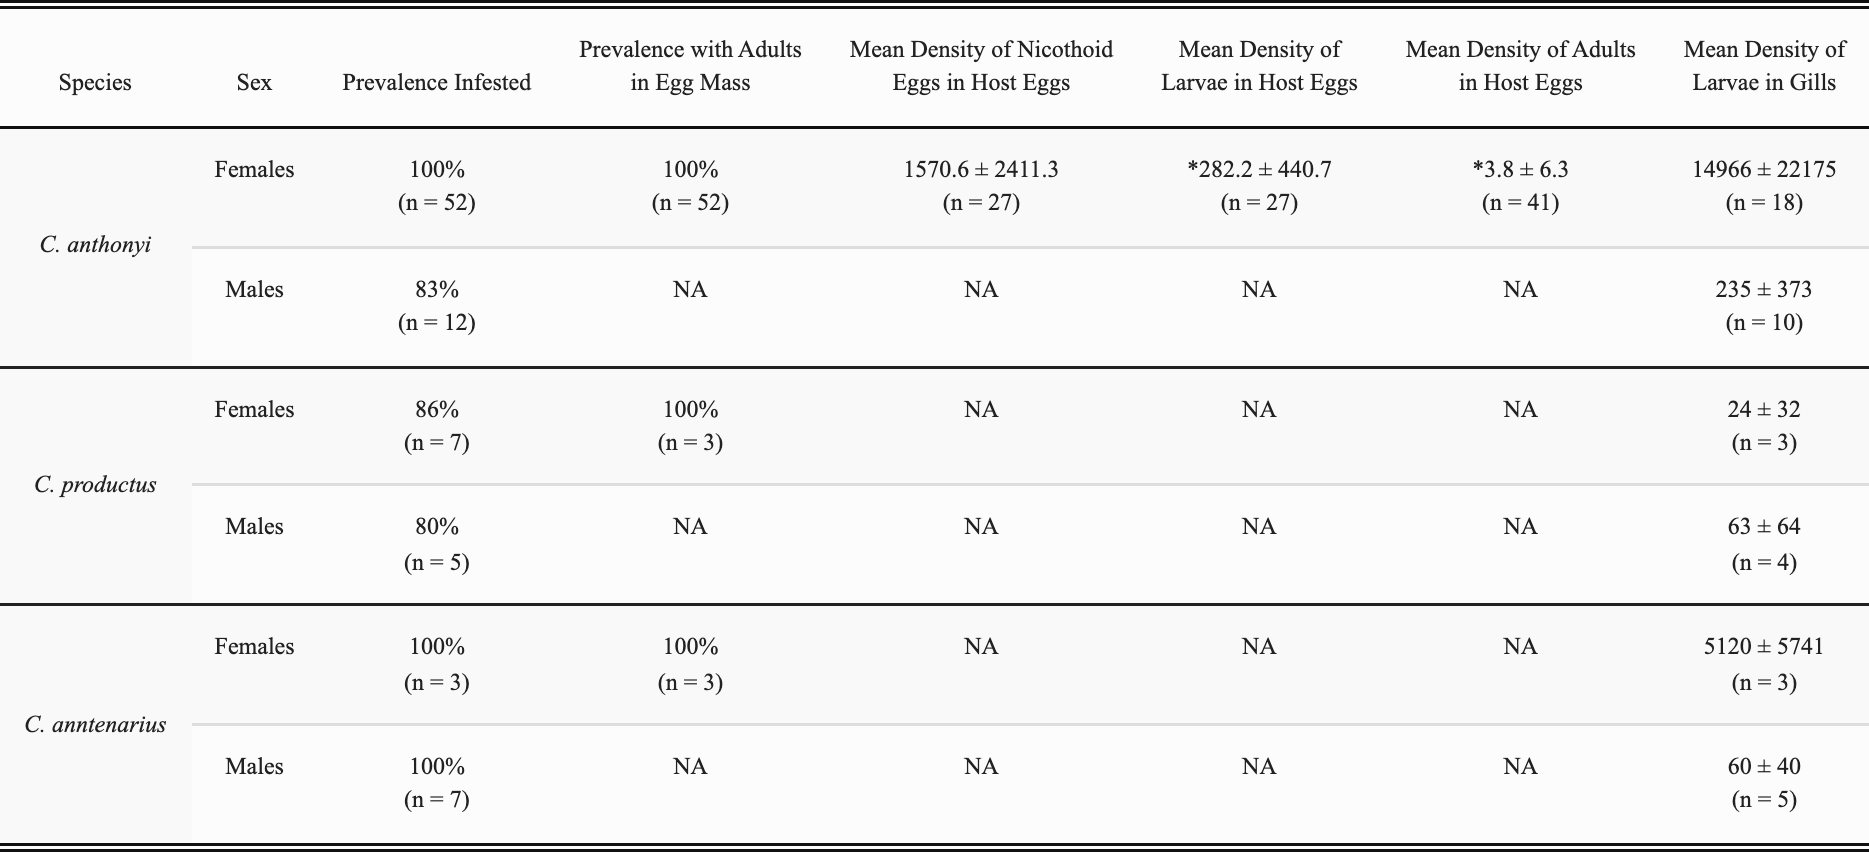 Species Sex Prevalence Infested Prevalence with Adults in Egg Mass Mean Density of Nicothoid Eggs in Host Eggs Mean Density of Larvae in Host Eggs Mean Density of Adults in Host Eggs Mean Density of Larvae in Gills
C. anthonyi
Females 100% 100% 1570.6 ± 2411.3 *282.2 ± 440.7 *3.8 ± 6.3 14966 ± 22175
(n = 52) (n = 52) (n = 27) (n = 27) (n = 41) (n = 18)
Males 83% NA NA NA NA 235 ± 373
(n = 12) (n = 10)
C. productus
Females 86% 100% NA NA NA 24 ± 32
(n = 7) (n = 3) (n = 3)
Males 80% NA NA NA NA 63 ± 64
(n = 5) (n = 4)
C. anntenarius
Females 100% 100% NA NA NA 5120 ± 5741
(n = 3) (n = 3) (n = 3)
Males 100% NA NA NA NA 60 ± 40
(n = 7) (n = 5)